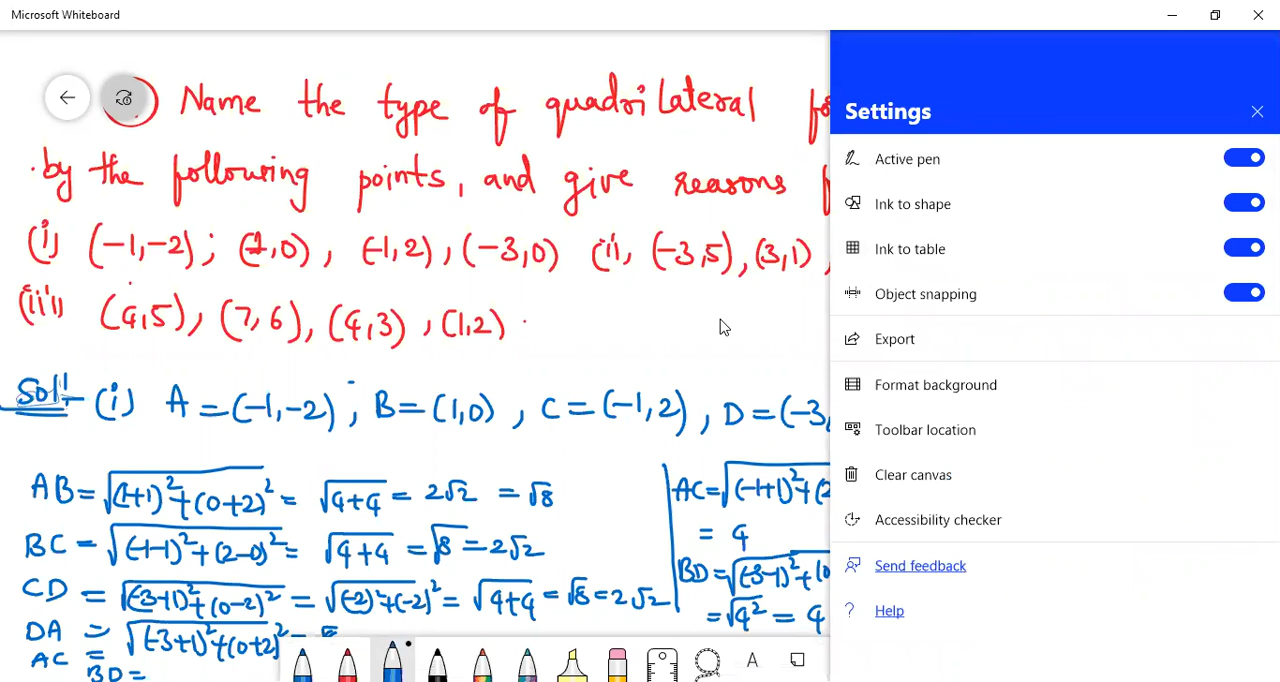 Microsoft Whiteboard
Name the type of quadrilateral
by the following points, and give reasons
(i) (-1,-2); (1,0), (-1,2), (-3,0) (ii, (-3,5), (3,1),
(iii) (4,5), (7,6), (4,3), (1,2).
Sol: (i) A = (-1,-2); B = (1,0), C = (-1,2), D = (-3,
AB = √(1+1)²+(0+2)² = √4+4 = 2√2 = √8
BC = √(-1-1)²+(2-0)² = √4+4 = √8 = 2√2
CD = √(-3+1)²+(0-2)² = √(-2)²+(-2)² = √4+4 = √8 = 2√2
DA = √(-3+1)²+(0+2)² =
AC =
BD =
AC = √(-1+1)²+(2
= 4
BD = √(-3-1)²+(0
= √4² = 4
Settings
Active pen
Ink to shape
Ink to table
Object snapping
Export
Format background
Toolbar location
Clear canvas
Accessibility checker
Send feedback
? Help
A